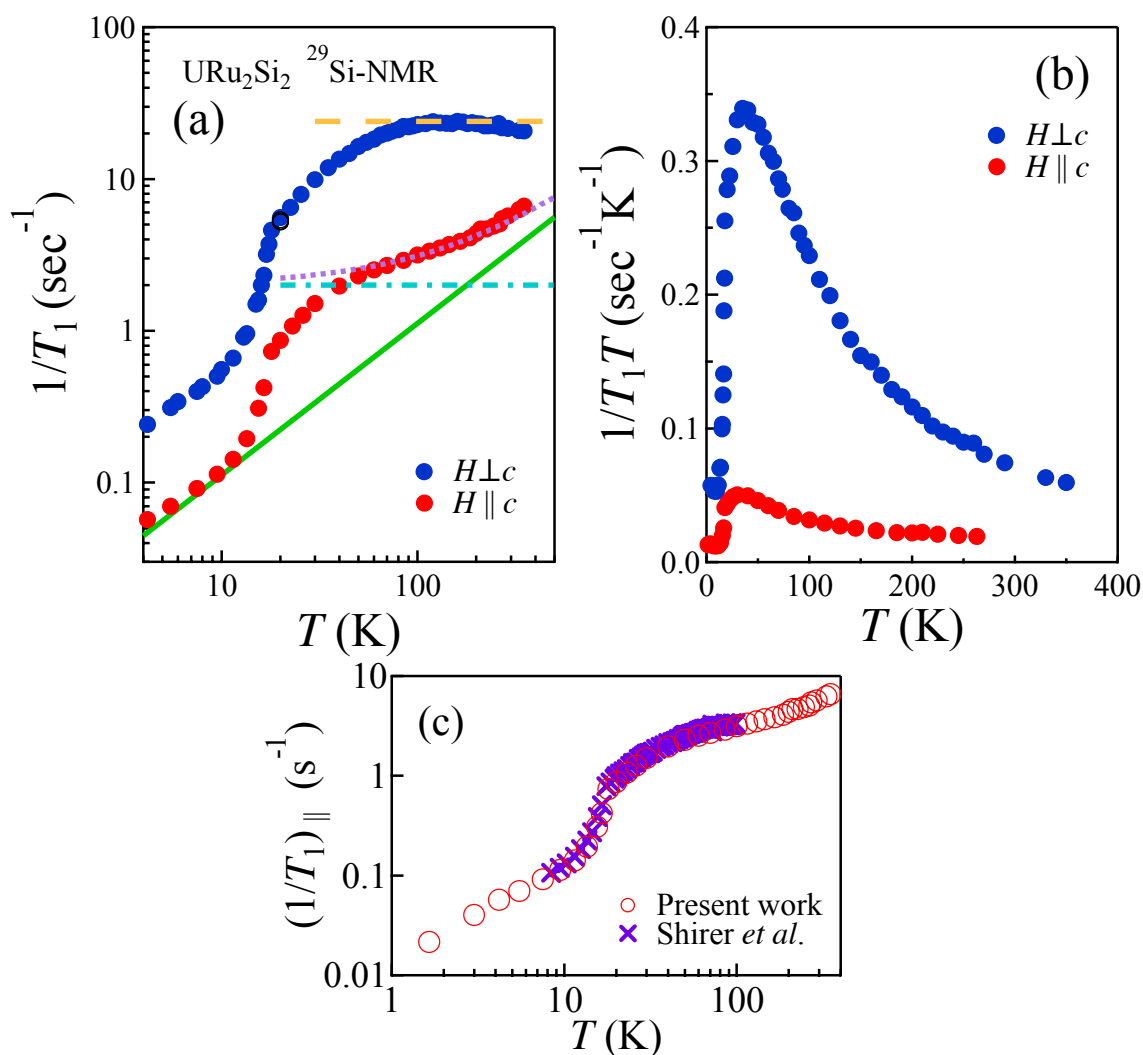 URu₂Si₂ ²⁹Si-NMR
(a)
100
10
1
0.1
1/T₁ (sec⁻¹)
H⊥c
H ∥ c
10
100
T (K)
(b)
0.4
0.3
0.2
0.1
0.0
1/T₁T (sec⁻¹K⁻¹)
H⊥c
H ∥ c
0
100
200
300
400
T (K)
(c)
10
1
0.1
0.01
(1/T₁)∥ (s⁻¹)
Present work
Shirer et al.
1
10
100
T (K)